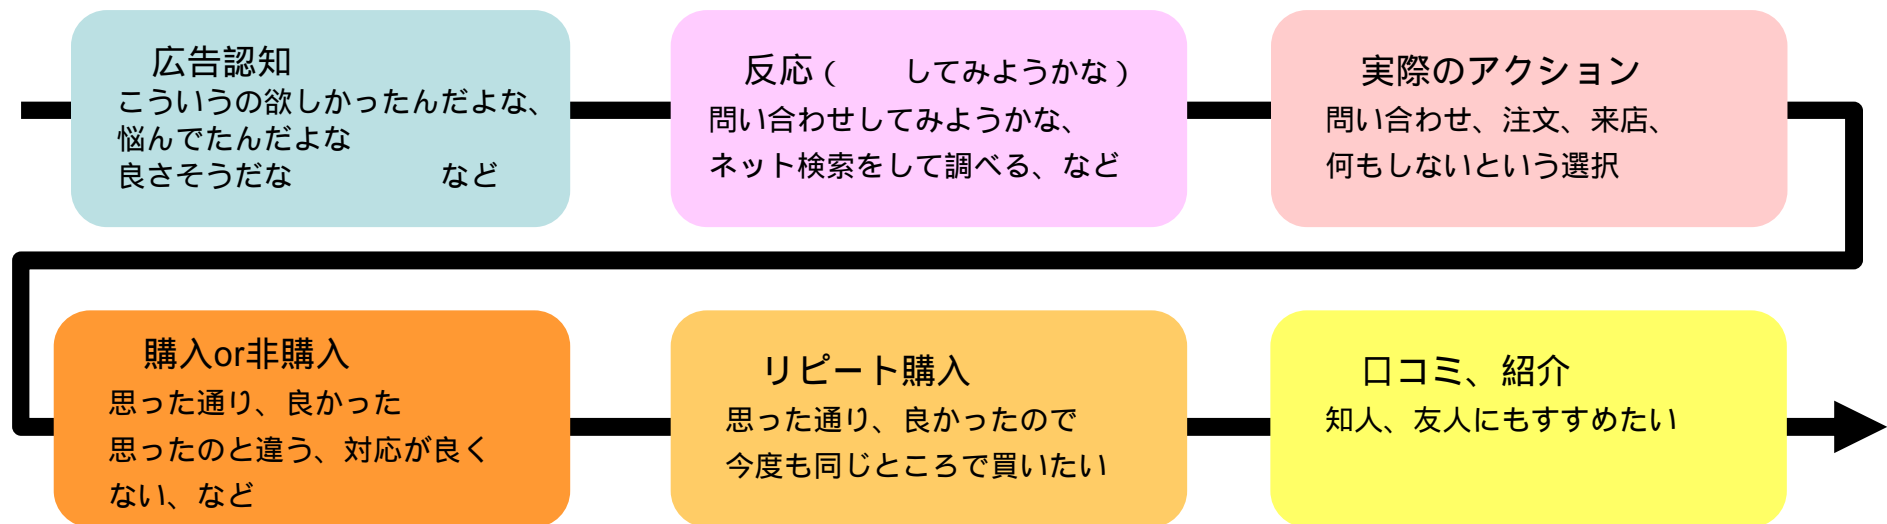 広告認知
こういうの欲しかったんだよな、
悩んでたんだよな
良さそうだな　　　　　など
反応（　　してみようかな）
問い合わせしてみようかな、
ネット検索をして調べる、など
実際のアクション
問い合わせ、注文、来店、
何もしないという選択
購入or非購入
思った通り、良かった
思ったのと違う、対応が良く
ない、など
リピート購入
思った通り、良かったので
今度も同じところで買いたい
口コミ、紹介
知人、友人にもすすめたい